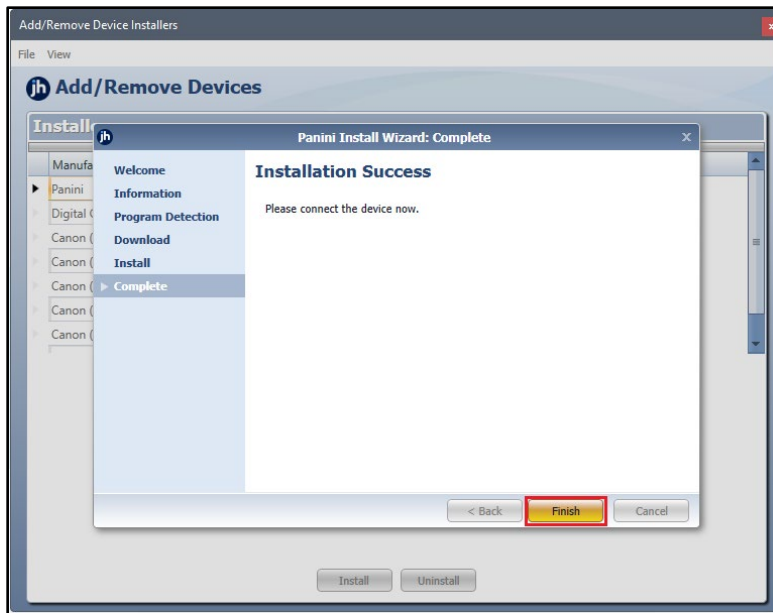 Add/Remove Device Installers
x
File View
jh Add/Remove Devices
Install
jh Panini Install Wizard: Complete x
Manufa
Panini
Digital
Canon (
Canon (
Canon (
Canon (
Canon (
Welcome
Information
Program Detection
Download
Install
Complete
Installation Success
Please connect the device now.
< Back Finish Cancel
Install Uninstall